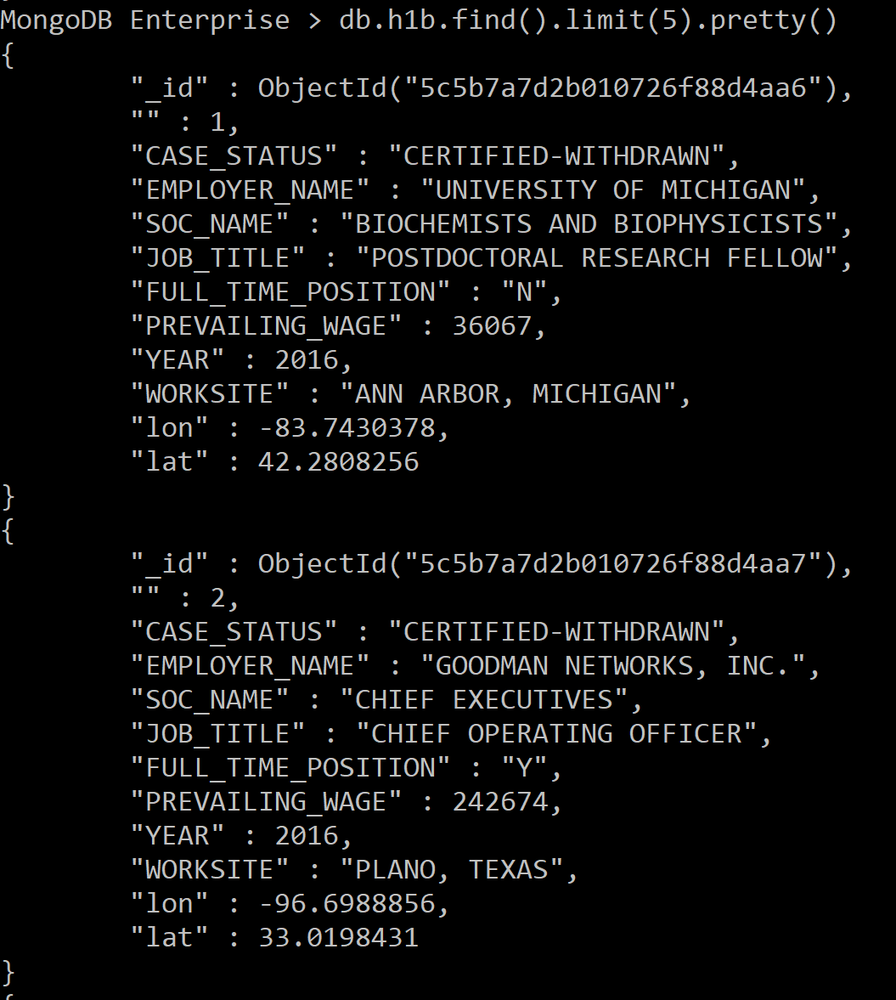 MongoDB Enterprise > db.h1b.find().limit(5).pretty()
{
"_id" : ObjectId("5c5b7a7d2b010726f88d4aa6"),
"" : 1,
"CASE_STATUS" : "CERTIFIED-WITHDRAWN",
"EMPLOYER_NAME" : "UNIVERSITY OF MICHIGAN",
"SOC_NAME" : "BIOCHEMISTS AND BIOPHYSICISTS",
"JOB_TITLE" : "POSTDOCTORAL RESEARCH FELLOW",
"FULL_TIME_POSITION" : "N",
"PREVAILING_WAGE" : 36067,
"YEAR" : 2016,
"WORKSITE" : "ANN ARBOR, MICHIGAN",
"lon" : -83.7430378,
"lat" : 42.2808256
}
{
"_id" : ObjectId("5c5b7a7d2b010726f88d4aa7"),
"" : 2,
"CASE_STATUS" : "CERTIFIED-WITHDRAWN",
"EMPLOYER_NAME" : "GOODMAN NETWORKS, INC.",
"SOC_NAME" : "CHIEF EXECUTIVES",
"JOB_TITLE" : "CHIEF OPERATING OFFICER",
"FULL_TIME_POSITION" : "Y",
"PREVAILING_WAGE" : 242674,
"YEAR" : 2016,
"WORKSITE" : "PLANO, TEXAS",
"lon" : -96.6988856,
"lat" : 33.0198431
}
{